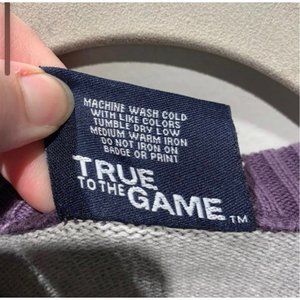 MACHINE WASH COLD
WITH LIKE COLORS
TUMBLE DRY LOW
MEDIUM WARM IRON
DO NOT IRON ON
BADGE OR PRINT
TRUE
TO THE GAME™